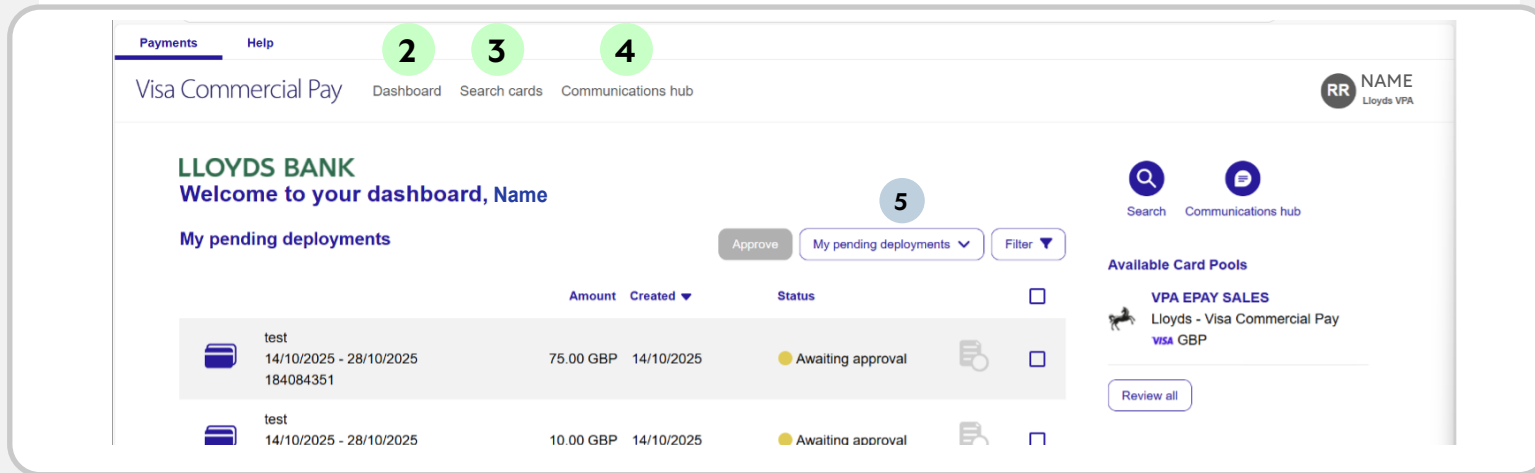 Payments Help
2 3 4
Visa Commercial Pay Dashboard Search cards Communications hub
RR NAME
Lloyds VPA
LLOYDS BANK
Welcome to your dashboard, Name
5
Search Communications hub
My pending deployments Approve My pending deployments Filter
Available Card Pools
Amount Created Status
VPA EPAY SALES
Lloyds - Visa Commercial Pay
VISA GBP
test
14/10/2025 - 28/10/2025 75.00 GBP 14/10/2025 Awaiting approval
184084351
Review all
test
14/10/2025 - 28/10/2025 10.00 GBP 14/10/2025 Awaiting approval